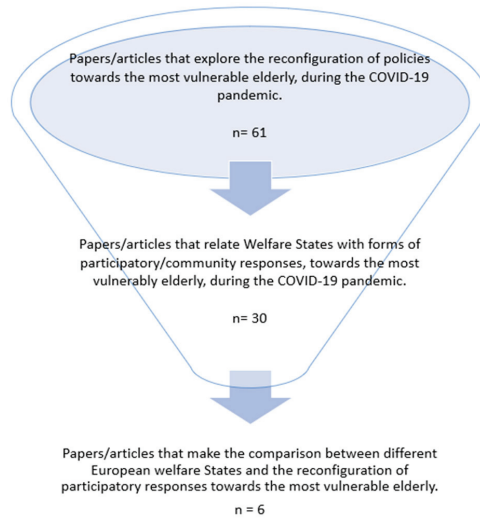 Papers/articles that explore the reconfiguration of policies
towards the most vulnerable elderly, during the COVID-19
pandemic.
n= 61
Papers/articles that relate Welfare States with forms of
participatory/community responses, towards the most
vulnerably elderly, during the COVID-19 pandemic.
n= 30
Papers/articles that make the comparison between different
European welfare States and the reconfiguration of
participatory responses towards the most vulnerable elderly.
n = 6